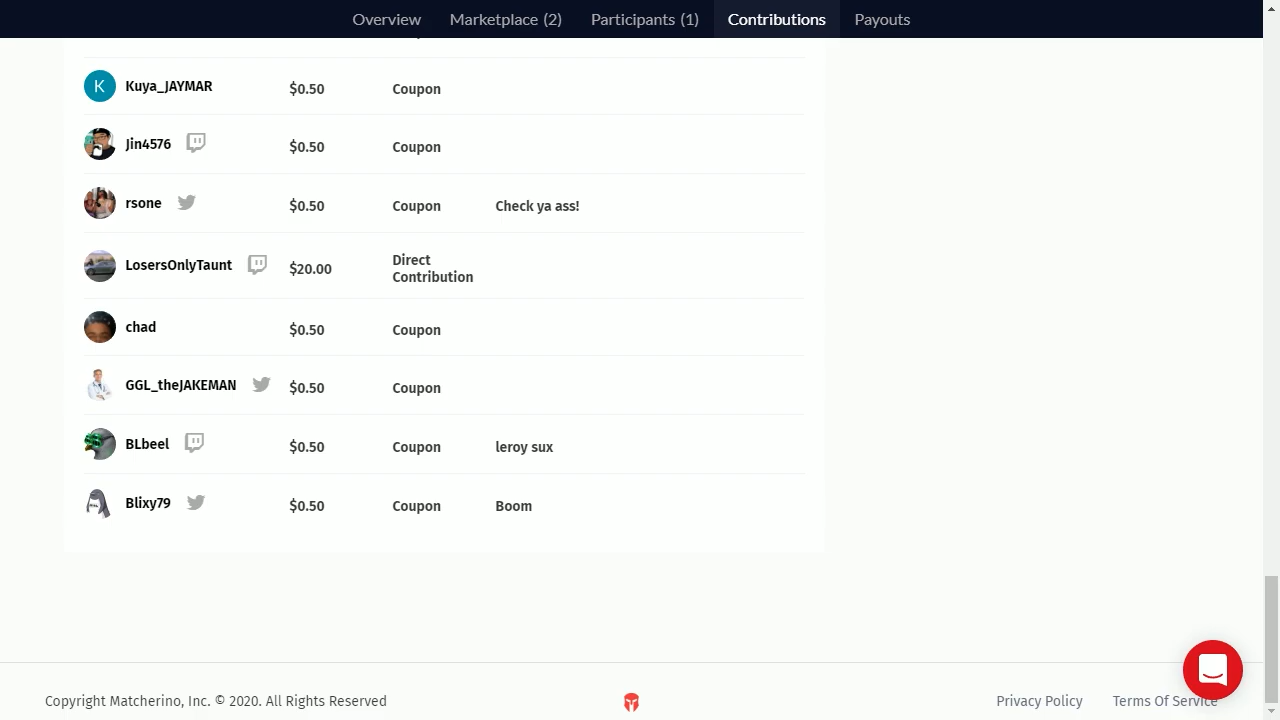 Overview Marketplace (2) Participants (1) Contributions Payouts
K Kuya_JAYMAR $0.50 Coupon
Jin4576 $0.50 Coupon
rsone $0.50 Coupon Check ya ass!
LosersOnlyTaunt $20.00 Direct
Contribution
chad $0.50 Coupon
GGL_theJAKEMAN $0.50 Coupon
BLbeel $0.50 Coupon leroy sux
Blixy79 $0.50 Coupon Boom
Copyright Matcherino, Inc. © 2020. All Rights Reserved Privacy Policy Terms Of Service